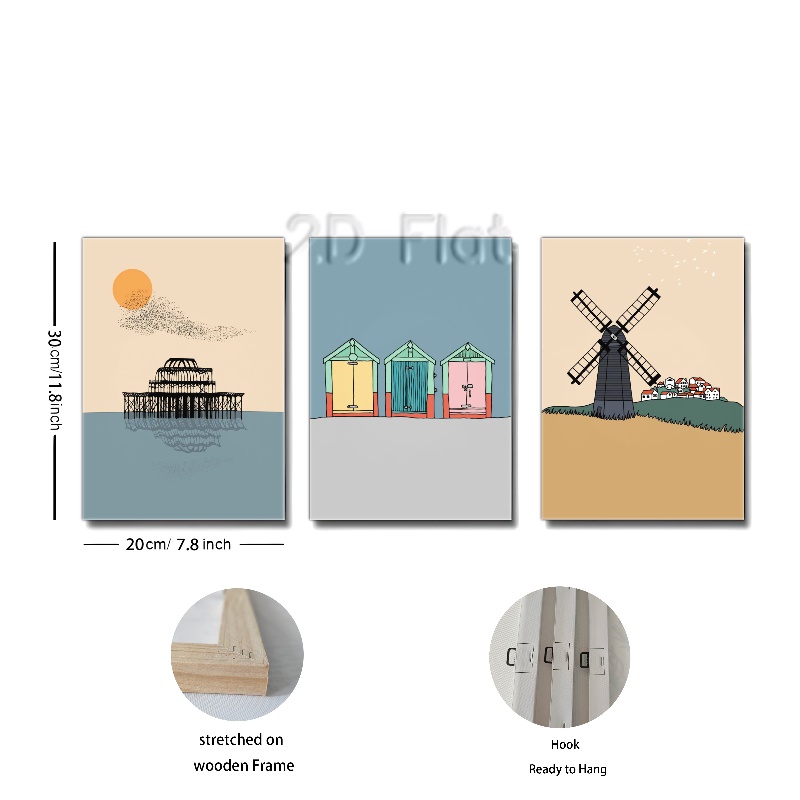 2D Flat
30cm/11.8inch
20cm/ 7.8 inch
stretched on
wooden Frame
Hook
Ready to Hang